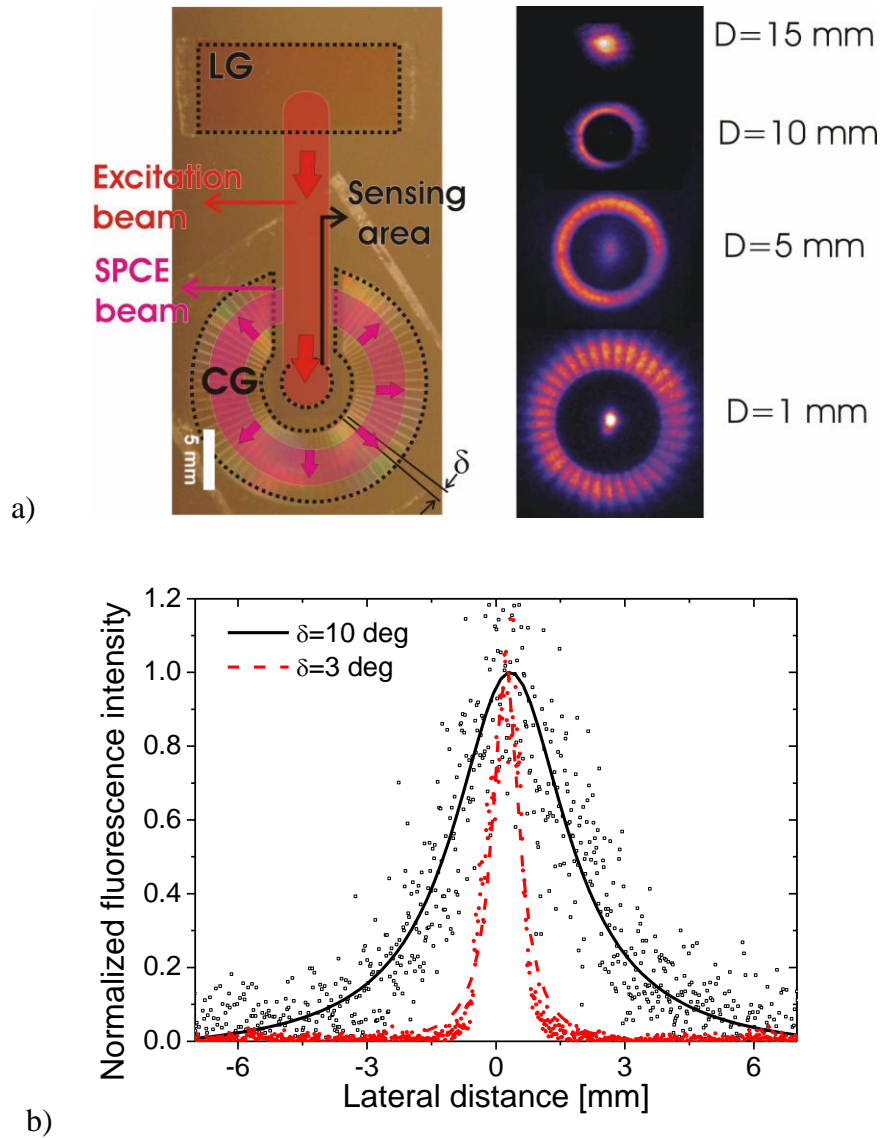 LG
Excitation
beam
Sensing
area
SPCE
beam
CG
5 mm
δ
D=15 mm
D=10 mm
D=5 mm
D=1 mm
a)
Normalized fluorescence intensity
1.2
1.0
0.8
0.6
0.4
0.2
0.0
δ=10 deg
δ=3 deg
-6 -3 0 3 6
Lateral distance [mm]
b)